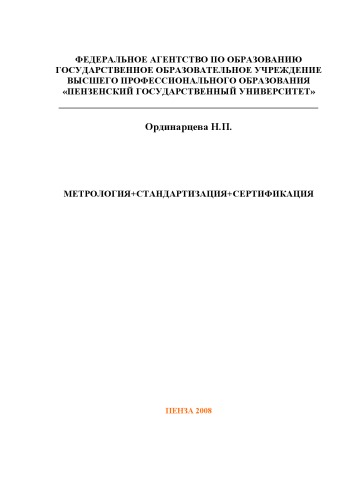 ФЕДЕРАЛЬНОЕ АГЕНТСТВО ПО ОБРАЗОВАНИЮ
ГОСУДАРСТВЕННОЕ ОБРАЗОВАТЕЛЬНОЕ УЧРЕЖДЕНИЕ
ВЫСШЕГО ПРОФЕССИОНАЛЬНОГО ОБРАЗОВАНИЯ
«ПЕНЗЕНСКИЙ ГОСУДАРСТВЕННЫЙ УНИВЕРСИТЕТ»
Ординарцева Н.П.
МЕТРОЛОГИЯ+СТАНДАРТИЗАЦИЯ+СЕРТИФИКАЦИЯ
ПЕНЗА 2008